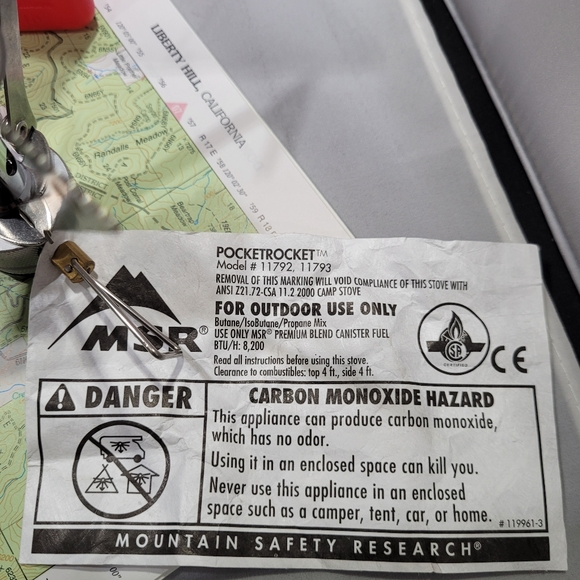 LIBERTY HILL, CALIFORNIA
Randalls Meadow
POCKETROCKET™
Model # 11792, 11793
REMOVAL OF THIS MARKING WILL VOID COMPLIANCE OF THIS STOVE WITH
ANSI Z21.72-CSA 11.2 2000 CAMP STOVE
FOR OUTDOOR USE ONLY
Butane/IsoButane/Propane Mix
USE ONLY MSR® PREMIUM BLEND CANISTER FUEL
BTU/H: 8,200
Read all instructions before using this stove.
Clearance to combustibles: top 4 ft., side 4 ft.
MSR®
CERTIFIED
CE
DANGER
CARBON MONOXIDE HAZARD
This appliance can produce carbon monoxide,
which has no odor.
Using it in an enclosed space can kill you.
Never use this appliance in an enclosed
space such as a camper, tent, car, or home.
# 119961-3
MOUNTAIN SAFETY RESEARCH®